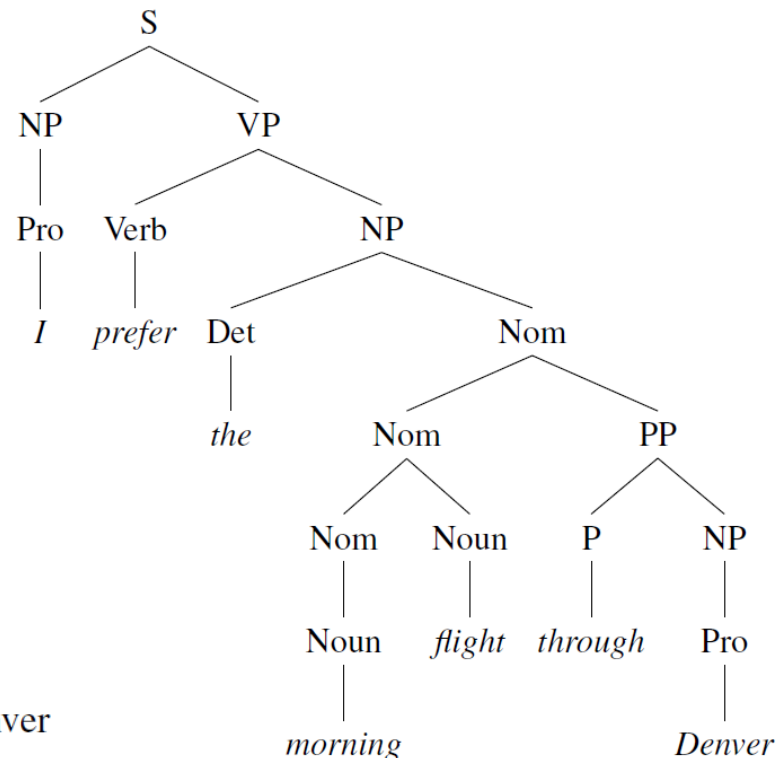 S
NP VP
Pro Verb NP
I prefer Det Nom
the Nom PP
Nom Noun P NP
Noun flight through Pro
ver
morning Denver